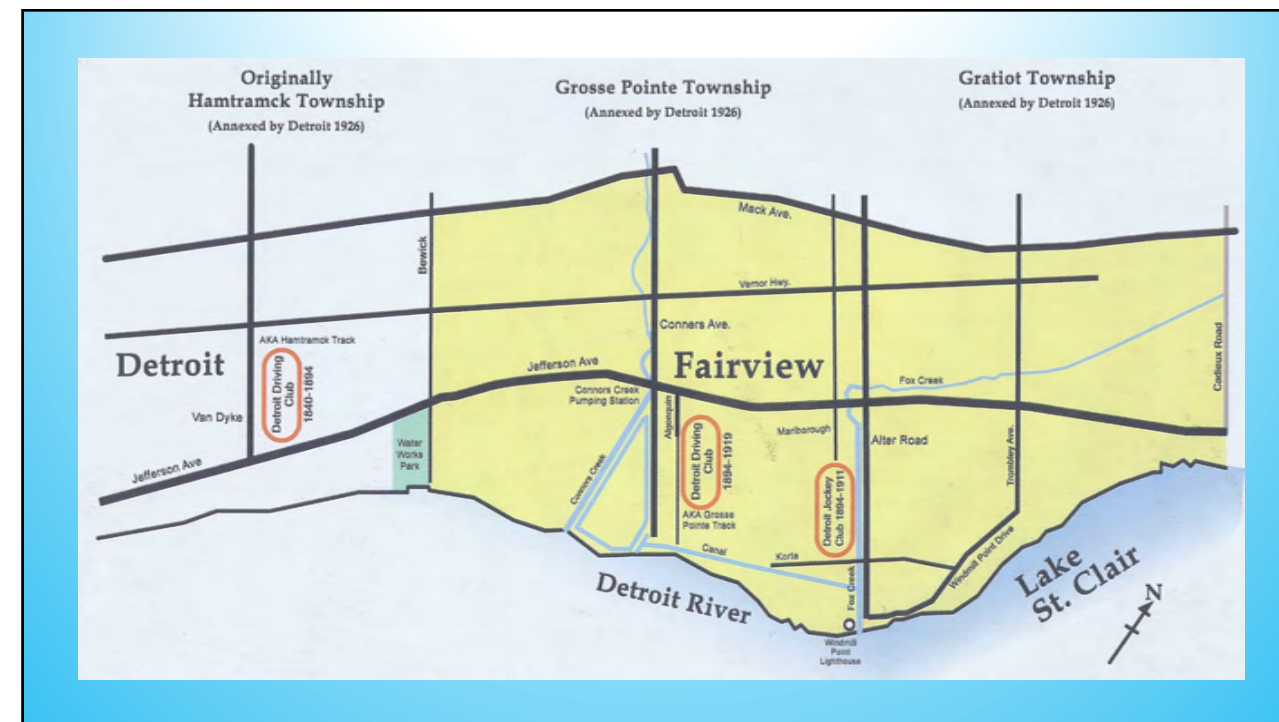 Originally
Hamtramck Township
(Annexed by Detroit 1926)
Grosse Pointe Township
(Annexed by Detroit 1926)
Gratiot Township
(Annexed by Detroit 1926)
Mack Ave.
Bewick
Vernor Hwy.
Conners Ave.
AKA Hamtramck Track
Detroit
Detroit Driving
Club
1840-1894
Van Dyke
Jefferson Ave
Fairview
Jefferson Ave
Connors Creek
Pumping Station
Fox Creek
Cadieux Road
Water
Works
Park
Connors Creek
Algonquin
Detroit Driving
Club
1894-1919
AKA Grosse
Pointe Track
Marlborough
Alter Road
Detroit Jockey
Club 1894-1911
Trombley Ave.
Canal
Korte
Fox Creek
Windmill Point Drive
Detroit River
Lake
St. Clair
N
Windmill
Point
Lighthouse